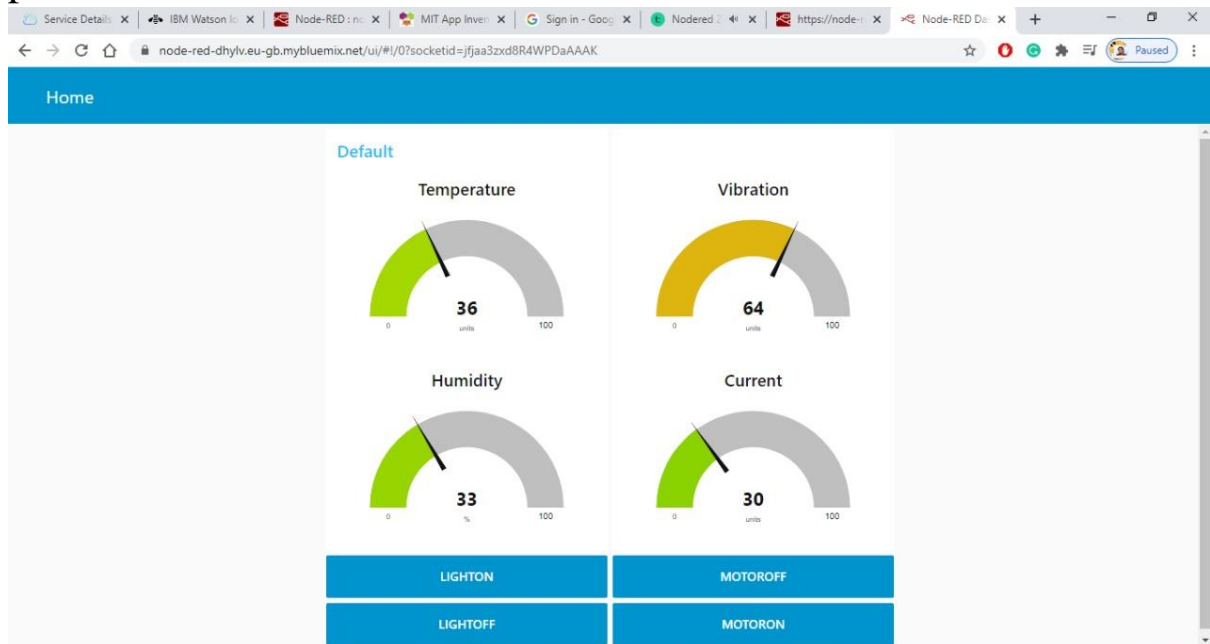 Service Details
IBM Watson Io
Node-RED : no
MIT App Inven
Sign in - Goog
Nodered 2
https://node-r
Node-RED Das
node-red-dhylv.eu-gb.mybluemix.net/ui/#!/0?socketid=jfjaa3zxd8R4WPDaAAAK
Paused
Home
Default
Temperature
36
units
0
100
Vibration
64
units
0
100
Humidity
33
%
0
100
Current
30
units
0
100
LIGHTON
MOTOROFF
LIGHTOFF
MOTORON